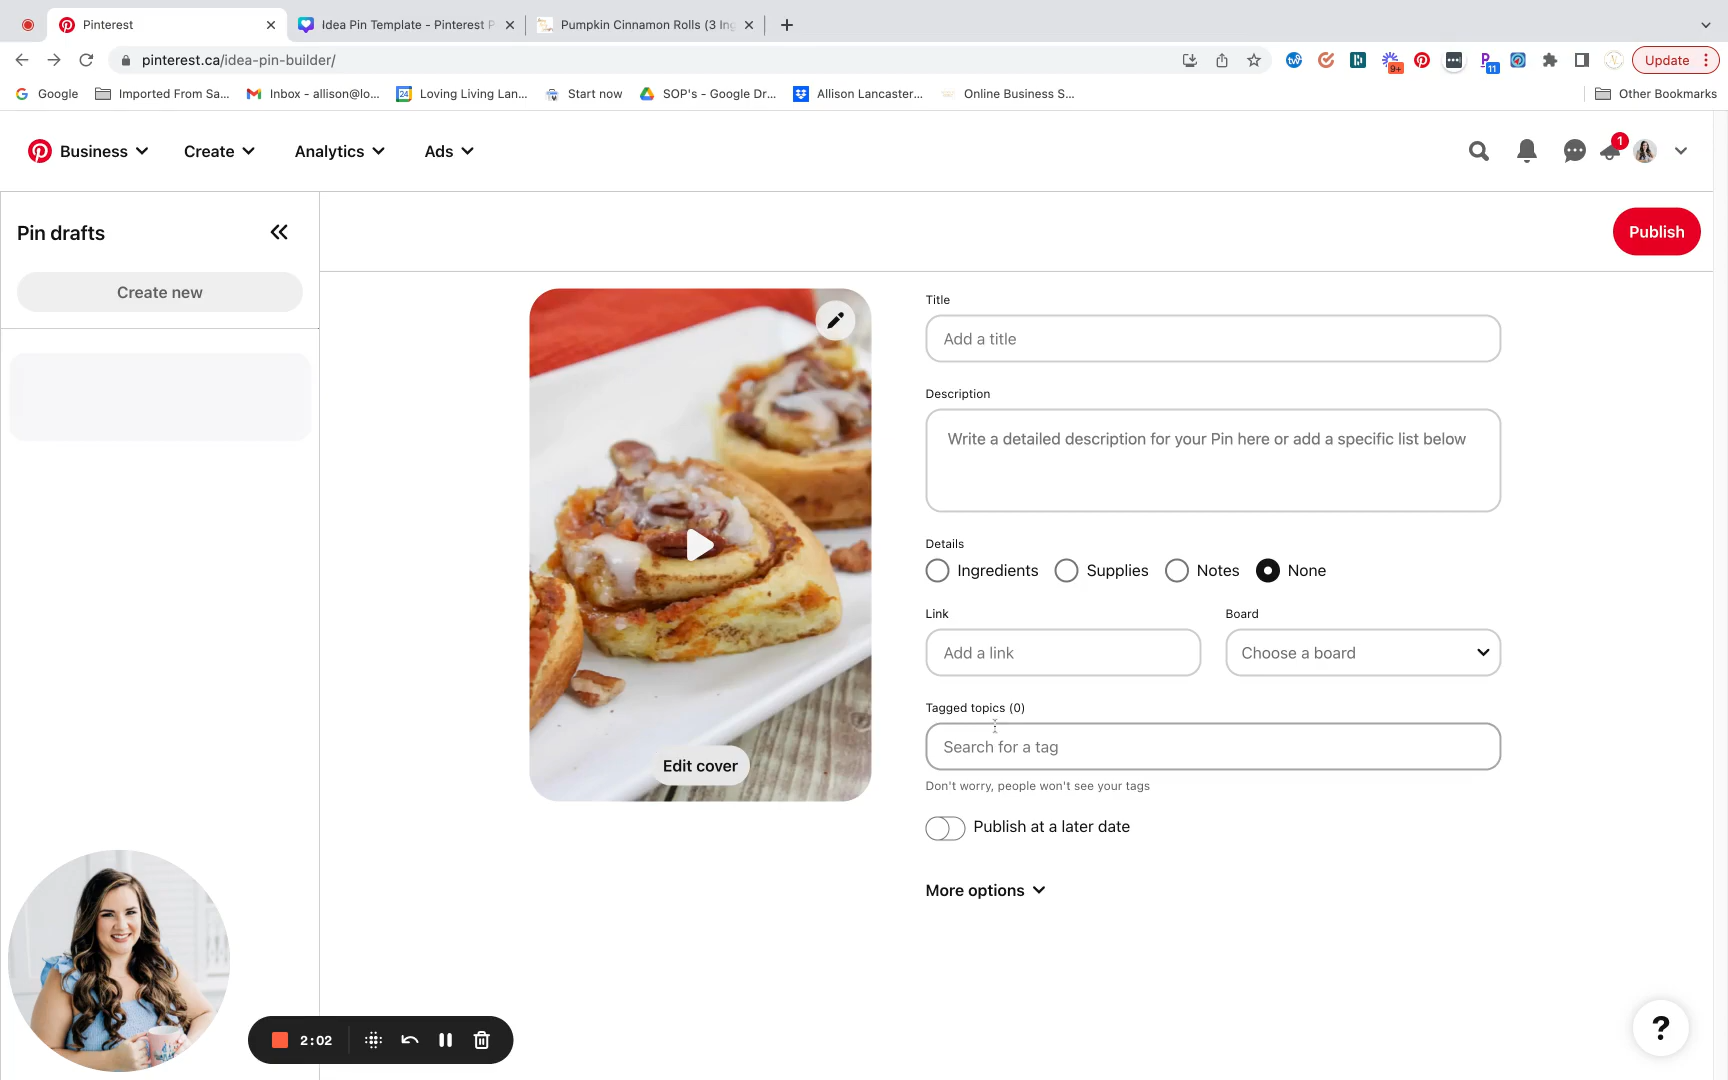 Pinterest
Idea Pin Template - Pinterest P
Pumpkin Cinnamon Rolls (3 Ing
pinterest.ca/idea-pin-builder/
9+
11
Update
Google
Imported From Sa...
Inbox - allison@lo...
24
Loving Living Lan...
Start now
SOP's - Google Dr...
Allison Lancaster...
Online Business S...
Other Bookmarks
Business
Create
Analytics
Ads
1
Pin drafts
Create new
Publish
Title
Add a title
Description
Write a detailed description for your Pin here or add a specific list below
Details
Ingredients
Supplies
Notes
None
Link
Board
Add a link
Choose a board
Tagged topics (0)
Search for a tag
Don't worry, people won't see your tags
Publish at a later date
More options
Edit cover
2:02
?